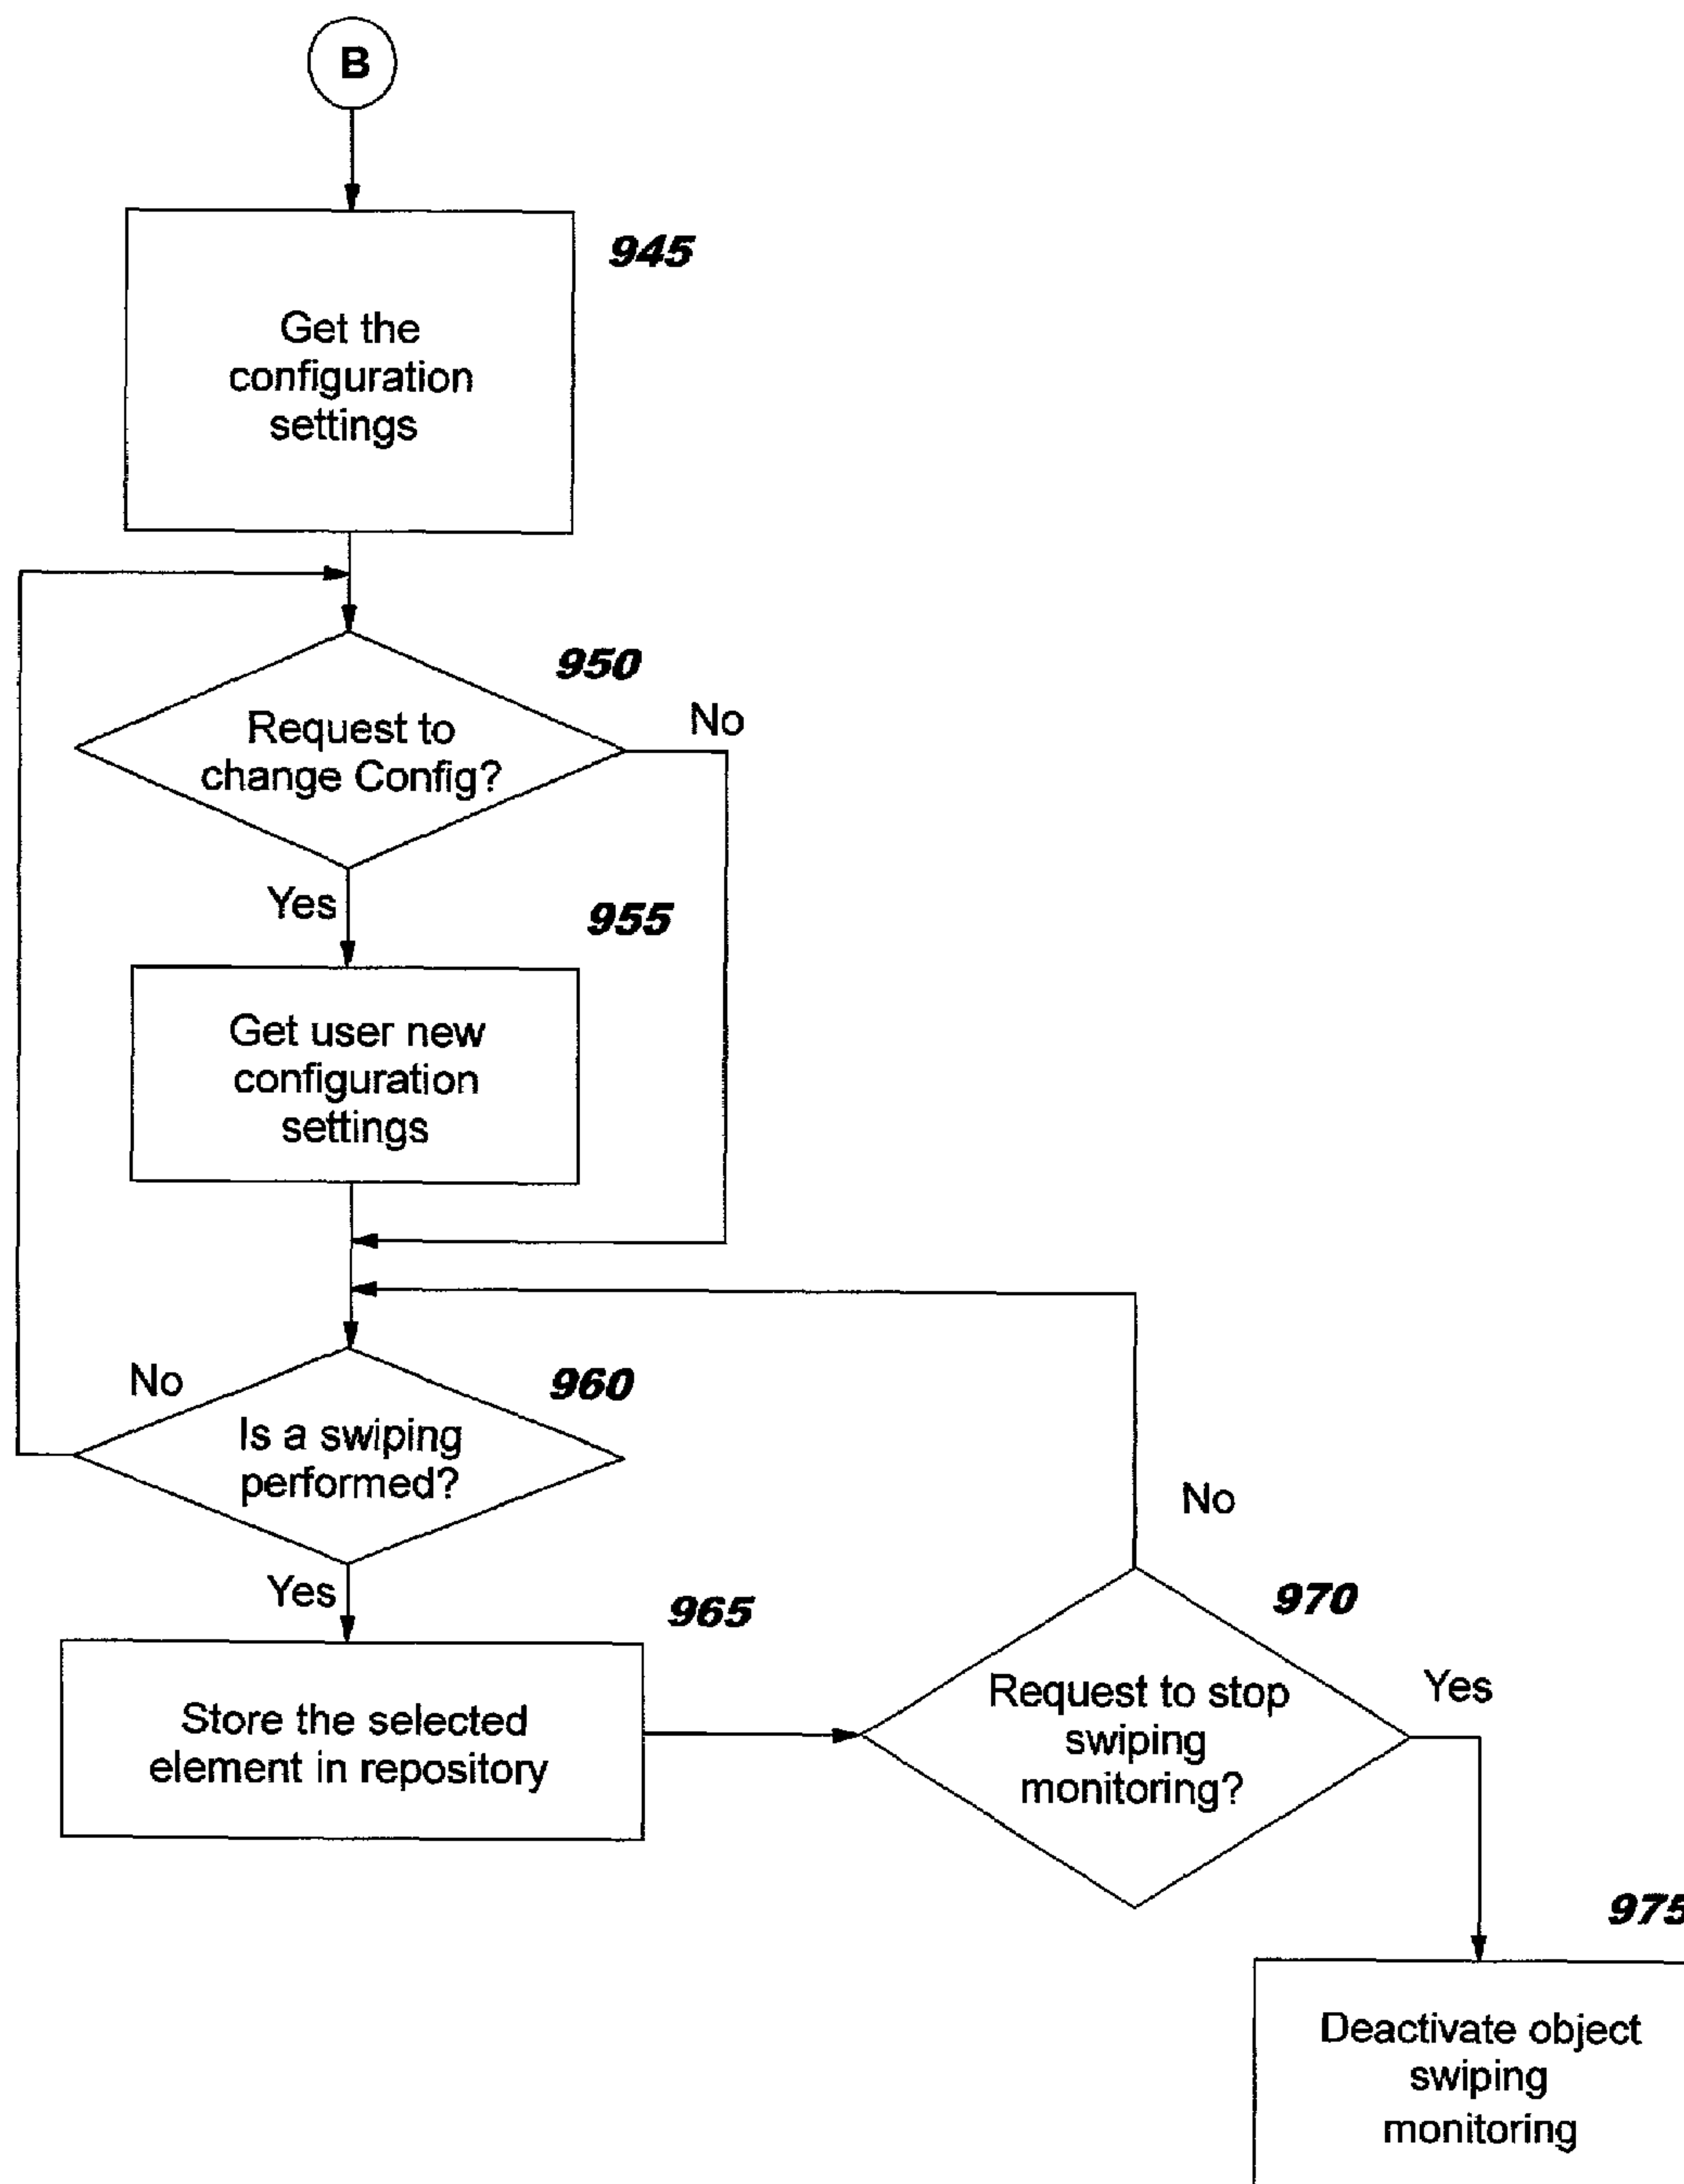 B
945
Get the
configuration
settings
950
Request to
change Config?
No
Yes
955
Get user new
configuration
settings
No
960
Is a swiping
performed?
Yes
965
Store the selected
element in repository
No
970
Request to stop
swiping
monitoring?
Yes
975
Deactivate object
swiping
monitoring